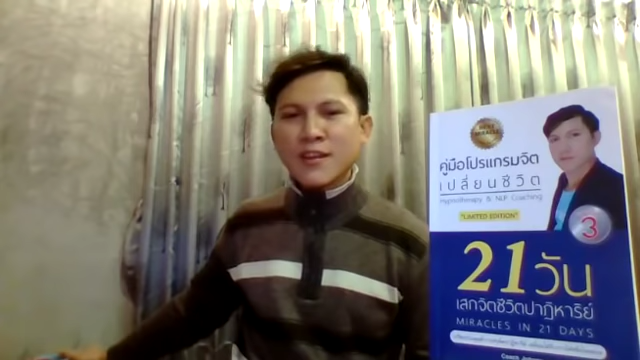 คู่มือโปรแกรมจิต
เปลี่ยนชีวิต
Hypnotherapy & NLP Coaching
"LIMITED EDITION"
3
21 วัน
เสกจิตชีวิตปาฏิหาริย์
MIRACLES IN 21 DAYS
Coach